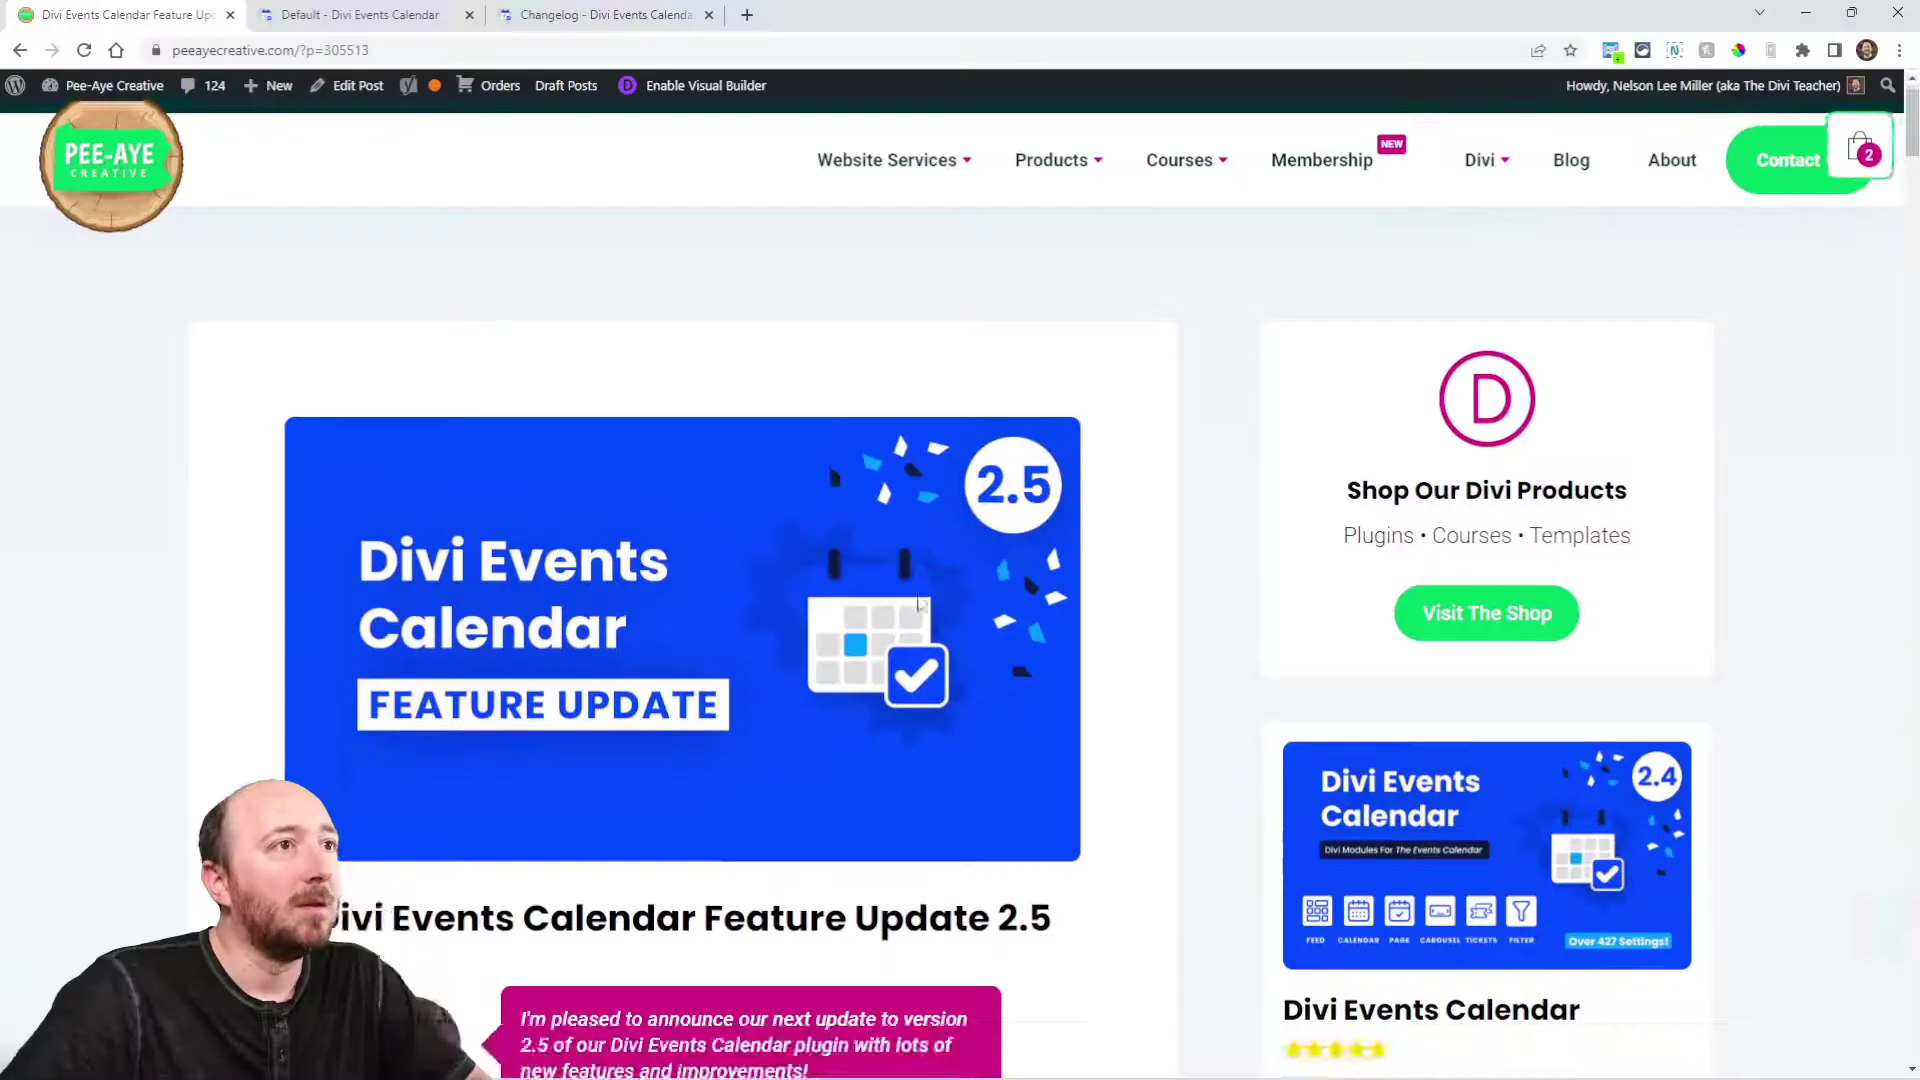 Divi Events Calendar Feature Up
Default - Divi Events Calendar
Changelog - Divi Events Calenda
peeayecreative.com/?p=305513
Pee-Aye Creative
124
New
Edit Post
Orders
Draft Posts
Enable Visual Builder
Howdy, Nelson Lee Miller (aka The Divi Teacher)
PEE-AYE
CREATIVE
Website Services
Products
Courses
Membership
NEW
Divi
Blog
About
Contact
2
Divi Events
Calendar
FEATURE UPDATE
2.5
D
Shop Our Divi Products
Plugins • Courses • Templates
Visit The Shop
Divi Events
Calendar
Divi Modules For The Events Calendar
2.4
FEED CALENDAR PAGE CAROUSEL TICKETS FILTER
Over 427 Settings!
Divi Events Calendar
ivi Events Calendar Feature Update 2.5
I'm pleased to announce our next update to version
2.5 of our Divi Events Calendar plugin with lots of
new features and improvements!